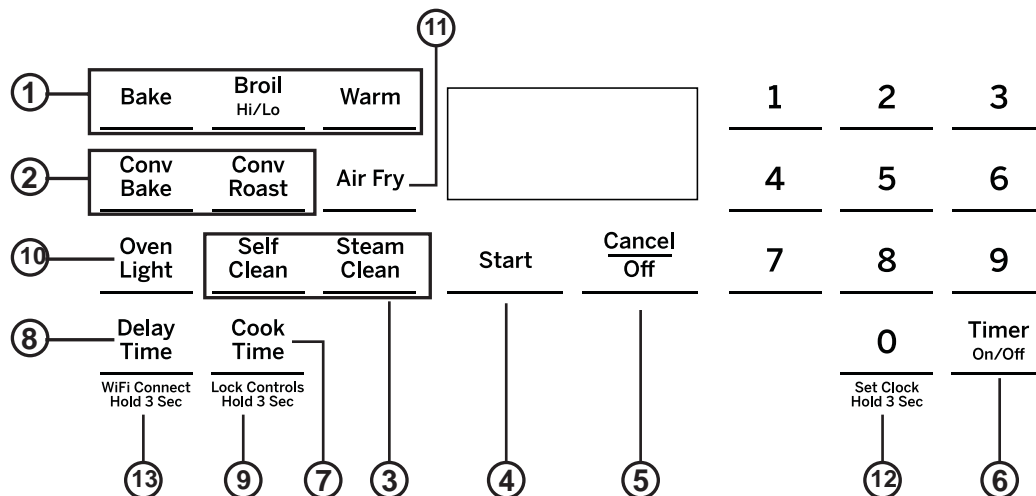 11
1
Bake
Broil
Hi/Lo
Warm
1
2
3
2
Conv
Bake
Conv
Roast
Air Fry
4
5
6
10
Oven
Light
Self
Clean
Steam
Clean
Start
Cancel
Off
7
8
9
8
Delay
Time
Cook
Time
0
Timer
On/Off
WiFi Connect
Hold 3 Sec
Lock Controls
Hold 3 Sec
Set Clock
Hold 3 Sec
13
9
7
3
4
5
12
6